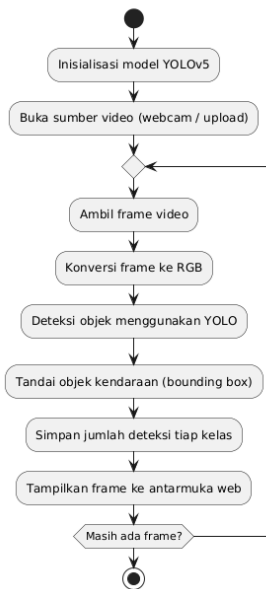 Inisialisasi model YOLOv5
Buka sumber video (webcam / upload)
Ambil frame video
Konversi frame ke RGB
Deteksi objek menggunakan YOLO
Tandai objek kendaraan (bounding box)
Simpan jumlah deteksi tiap kelas
Tampilkan frame ke antarmuka web
Masih ada frame?